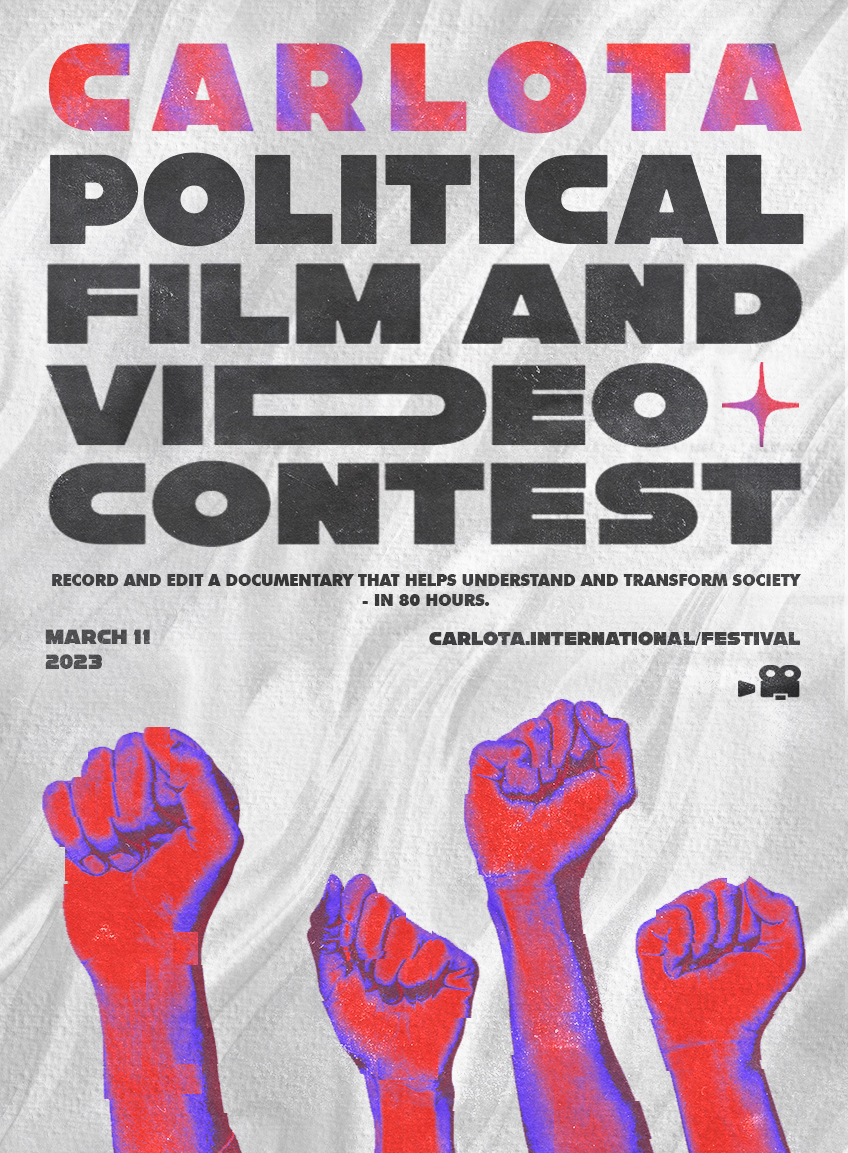 CARLOTA
POLITICAL
FILM AND
VIDEO
CONTEST
RECORD AND EDIT A DOCUMENTARY THAT HELPS UNDERSTAND AND TRANSFORM SOCIETY
- IN 80 HOURS.
MARCH 11
2023
CARLOTA.INTERNATIONAL/FESTIVAL